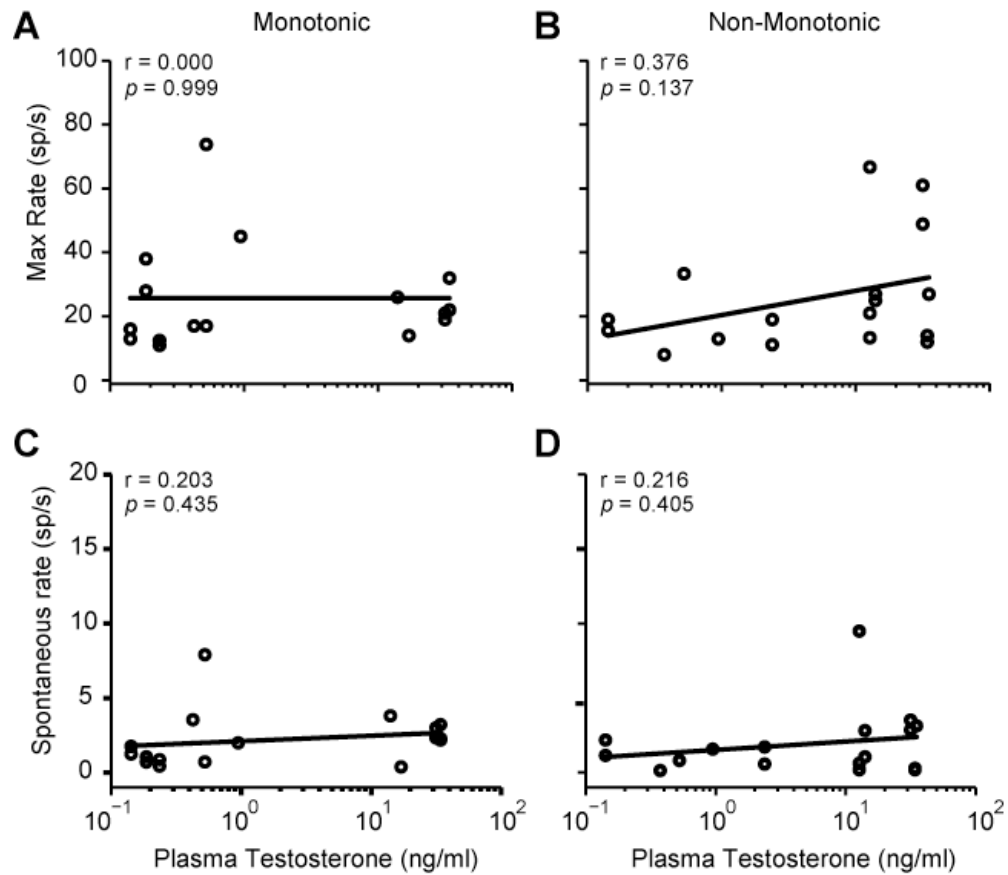 A Monotonic
B Non-Monotonic
r = 0.000
p = 0.999
r = 0.376
p = 0.137
Max Rate (sp/s)
100
80
60
40
20
0
C
D
r = 0.203
p = 0.435
r = 0.216
p = 0.405
Spontaneous rate (sp/s)
20
15
10
5
0
10⁻¹ 10⁰ 10¹ 10²
10⁻¹ 10⁰ 10¹ 10²
Plasma Testosterone (ng/ml)
Plasma Testosterone (ng/ml)